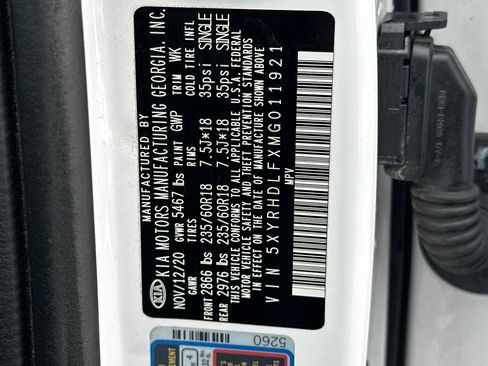 MANUFACTURED BY
KIA MOTORS MANUFACTURING GEORGIA. INC.
KIA
NOV/12/20 GVWR 5467 lbs PAINT GWP TRIM WK
GAWR TIRES RIMS COLD TIRE INFL
FRONT 2866 lbs 235/60R18 7.5J×18 35psi SINGLE
REAR 2976 lbs 235/60R18 7.5J×18 35psi SINGLE
THIS VEHICLE CONFORMS TO ALL APPLICABLE U.S.A. FEDERAL
MOTOR VEHICLE SAFETY AND THEFT PREVENTION STANDARDS
IN EFFECT ON THE DATE OF MANUFACTURE SHOWN ABOVE
VIN 5XYRHDLFXMG011921
MPV
5260